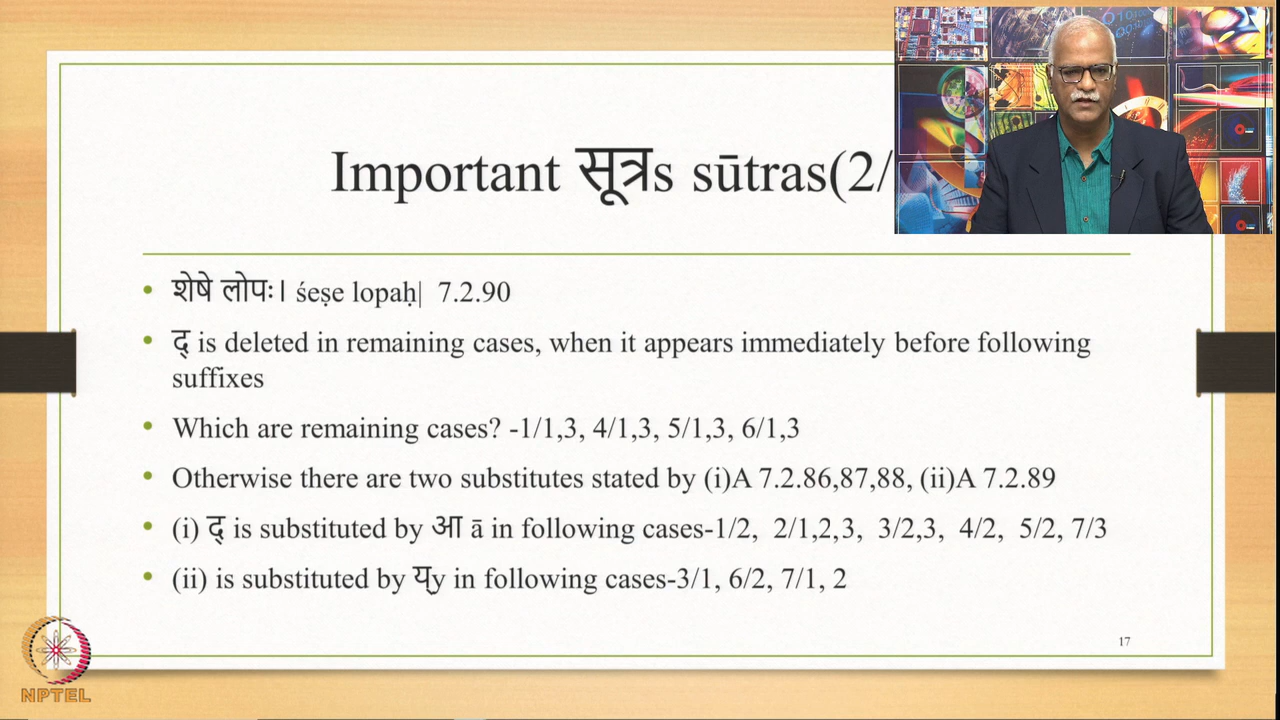 Important सूत्रs sūtras(2/
• शेषे लोपः। śeṣe lopaḥ| 7.2.90
• द् is deleted in remaining cases, when it appears immediately before following
suffixes
• Which are remaining cases? -1/1,3, 4/1,3, 5/1,3, 6/1,3
• Otherwise there are two substitutes stated by (i)A 7.2.86,87,88, (ii)A 7.2.89
• (i) द् is substituted by आ ā in following cases-1/2, 2/1,2,3, 3/2,3, 4/2, 5/2, 7/3
• (ii) is substituted by य्y in following cases-3/1, 6/2, 7/1, 2
17
NPTEL